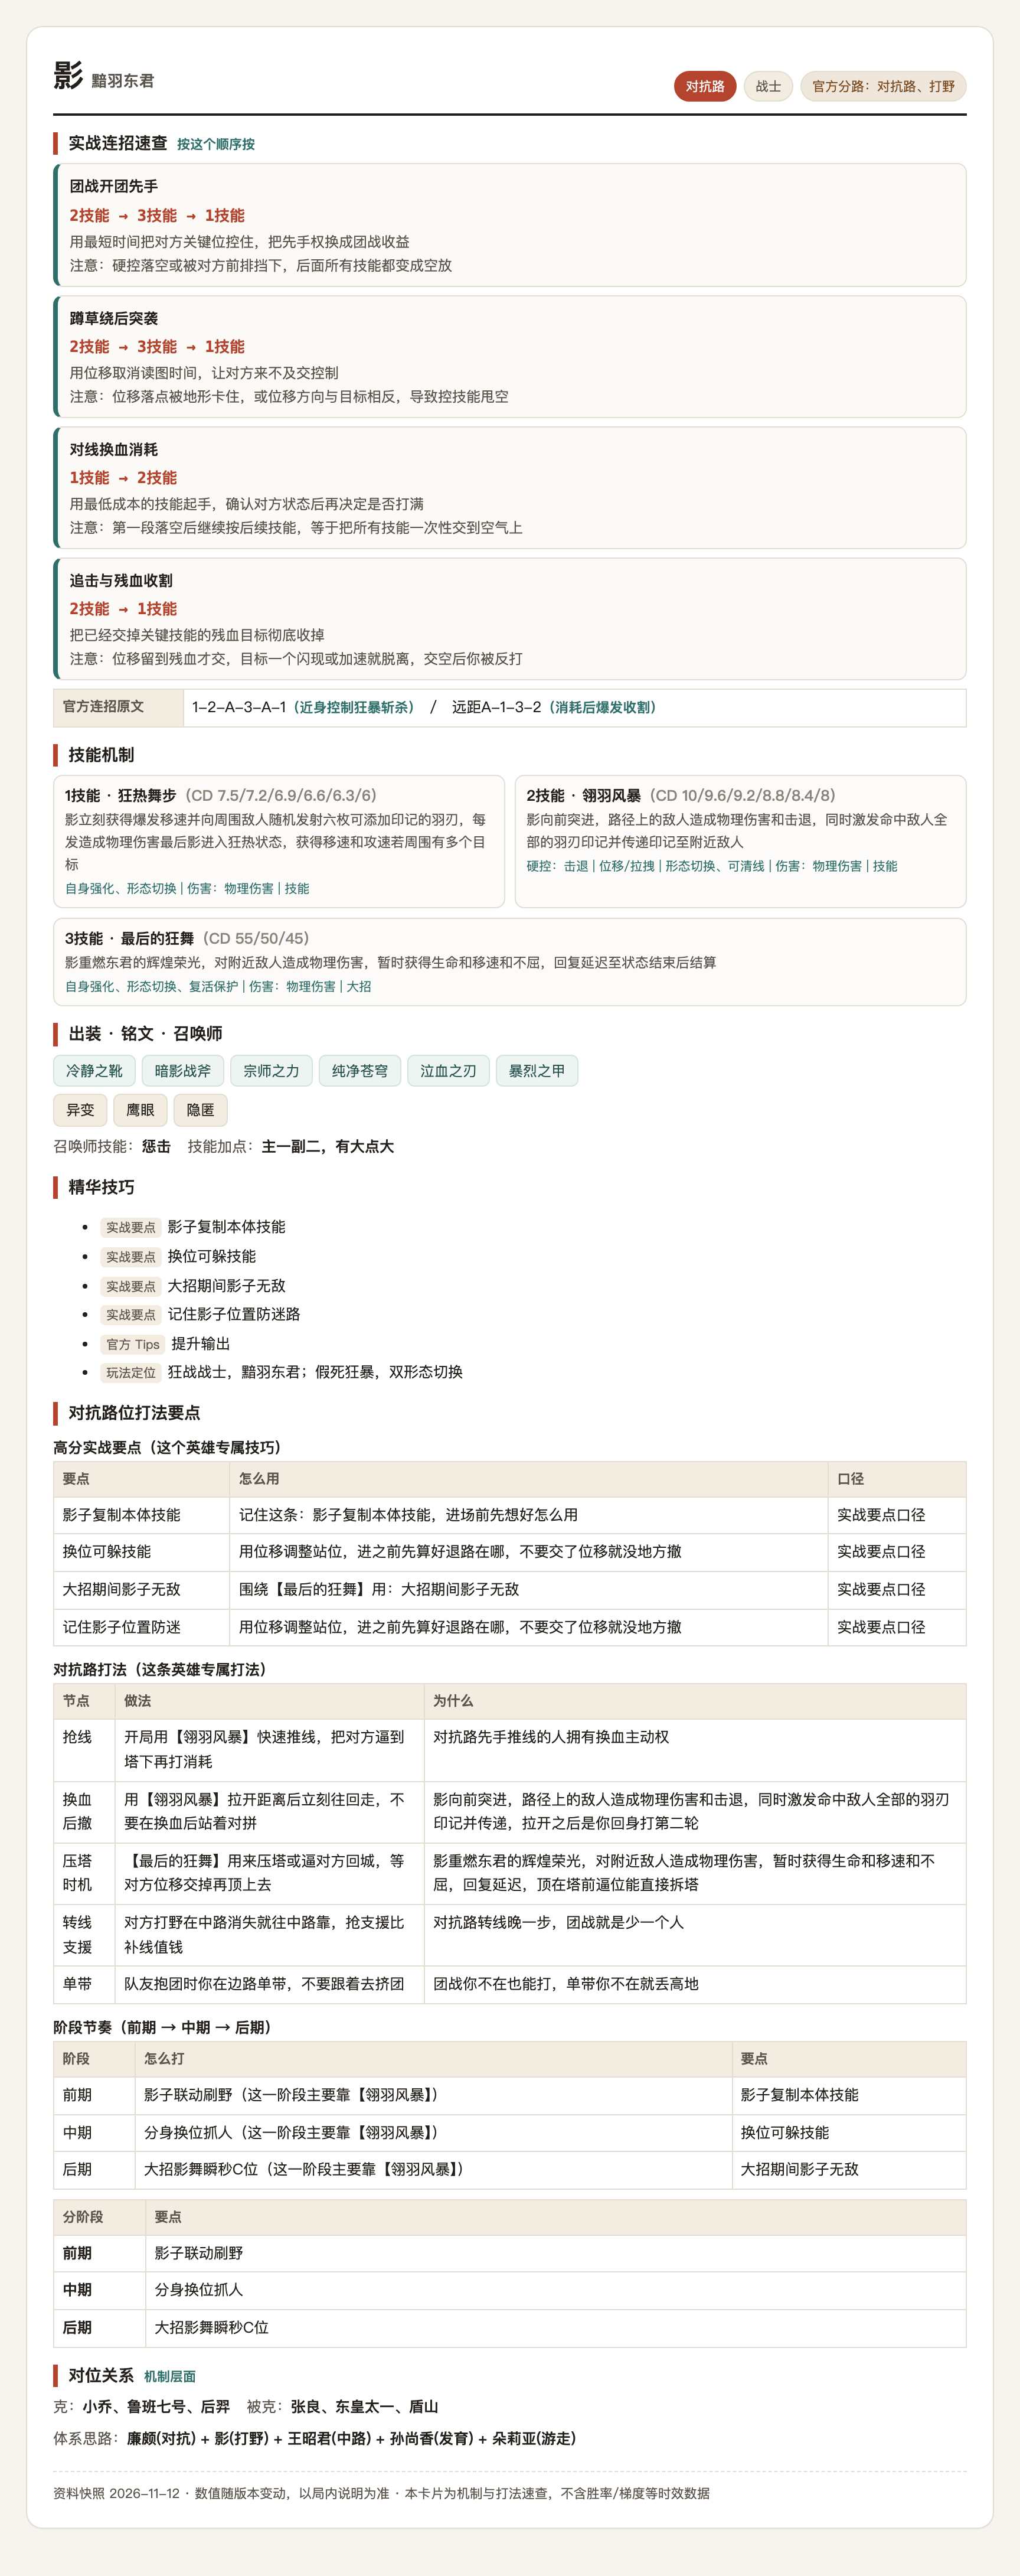 影 黯羽东君
对抗路 战士 官方分路：对抗路、打野
实战连招速查 按这个顺序按
团战开团先手
2技能 → 3技能 → 1技能
用最短时间把对方关键位控住，把先手权换成团战收益
注意：硬控落空或被对方前排挡下，后面所有技能都变成空放
蹲草绕后突袭
2技能 → 3技能 → 1技能
用位移取消读图时间，让对方来不及交控制
注意：位移落点被地形卡住，或位移方向与目标相反，导致控技能甩空
对线换血消耗
1技能 → 2技能
用最低成本的技能起手，确认对方状态后再决定是否打满
注意：第一段落空后继续按后续技能，等于把所有技能一次性交到空气上
追击与残血收割
2技能 → 1技能
把已经交掉关键技能的残血目标彻底收掉
注意：位移留到残血才交，目标一个闪现或加速就脱离，交空后你被反打
官方连招原文 1-2-A-3-A-1（近身控制狂暴斩杀） / 远距A-1-3-2（消耗后爆发收割）
技能机制
1技能 · 狂热舞步（CD 7.5/7.2/6.9/6.6/6.3/6）
影立刻获得爆发移速并向周围敌人随机发射六枚可添加印记的羽刃，每
发造成物理伤害最后影进入狂热状态，获得移速和攻速若周围有多个目
标
自身强化、形态切换 | 伤害：物理伤害 | 技能
2技能 · 翎羽风暴（CD 10/9.6/9.2/8.8/8.4/8）
影向前突进，路径上的敌人造成物理伤害和击退，同时激发命中敌人全
部的羽刃印记并传递印记至附近敌人
硬控：击退 | 位移/拉拽 | 形态切换、可清线 | 伤害：物理伤害 | 技能
3技能 · 最后的狂舞（CD 55/50/45）
影重燃东君的辉煌荣光，对附近敌人造成物理伤害，暂时获得生命和移速和不屈，回复延迟至状态结束后结算
自身强化、形态切换、复活保护 | 伤害：物理伤害 | 大招
出装 · 铭文 · 召唤师
冷静之靴 暗影战斧 宗师之力 纯净苍穹 泣血之刃 暴烈之甲
异变 鹰眼 隐匿
召唤师技能：惩击 技能加点：主一副二，有大点大
精华技巧
• 实战要点 影子复制本体技能
• 实战要点 换位可躲技能
• 实战要点 大招期间影子无敌
• 实战要点 记住影子位置防迷路
• 官方 Tips 提升输出
• 玩法定位 狂战战士，黯羽东君；假死狂暴，双形态切换
对抗路位打法要点
高分实战要点（这个英雄专属技巧）
要点 怎么用 口径
影子复制本体技能 记住这条：影子复制本体技能，进场前先想好怎么用 实战要点口径
换位可躲技能 用位移调整站位，进之前先算好退路在哪，不要交了位移就没地方撤 实战要点口径
大招期间影子无敌 围绕【最后的狂舞】用：大招期间影子无敌 实战要点口径
记住影子位置防迷 用位移调整站位，进之前先算好退路在哪，不要交了位移就没地方撤 实战要点口径
对抗路打法（这条英雄专属打法）
节点 做法 为什么
抢线 开局用【翎羽风暴】快速推线，把对方逼到 对抗路先手推线的人拥有换血主动权
塔下再打消耗
换血 用【翎羽风暴】拉开距离后立刻往回走，不 影向前突进，路径上的敌人造成物理伤害和击退，同时激发命中敌人全部的羽刃
后撤 要在换血后站着对拼 印记并传递，拉开之后是你回身打第二轮
压塔 【最后的狂舞】用来压塔或逼对方回城，等 影重燃东君的辉煌荣光，对附近敌人造成物理伤害，暂时获得生命和移速和不
时机 对方位移交掉再顶上去 屈，回复延迟，顶在塔前逼位能直接拆塔
转线 对方打野在中路消失就往中路靠，抢支援比 对抗路转线晚一步，团战就是少一个人
支援 补线值钱
单带 队友抱团时你在边路单带，不要跟着去挤团 团战你不在也能打，单带你不在就丢高地
阶段节奏（前期 → 中期 → 后期）
阶段 怎么打 要点
前期 影子联动刷野（这一阶段主要靠【翎羽风暴】） 影子复制本体技能
中期 分身换位抓人（这一阶段主要靠【翎羽风暴】） 换位可躲技能
后期 大招影舞瞬秒C位（这一阶段主要靠【翎羽风暴】） 大招期间影子无敌
分阶段 要点
前期 影子联动刷野
中期 分身换位抓人
后期 大招影舞瞬秒C位
对位关系 机制层面
克：小乔、鲁班七号、后羿 被克：张良、东皇太一、盾山
体系思路：廉颇(对抗) + 影(打野) + 王昭君(中路) + 孙尚香(发育) + 朵莉亚(游走)
资料快照 2026-11-12 · 数值随版本变动，以局内说明为准 · 本卡片为机制与打法速查，不含胜率/梯度等时效数据